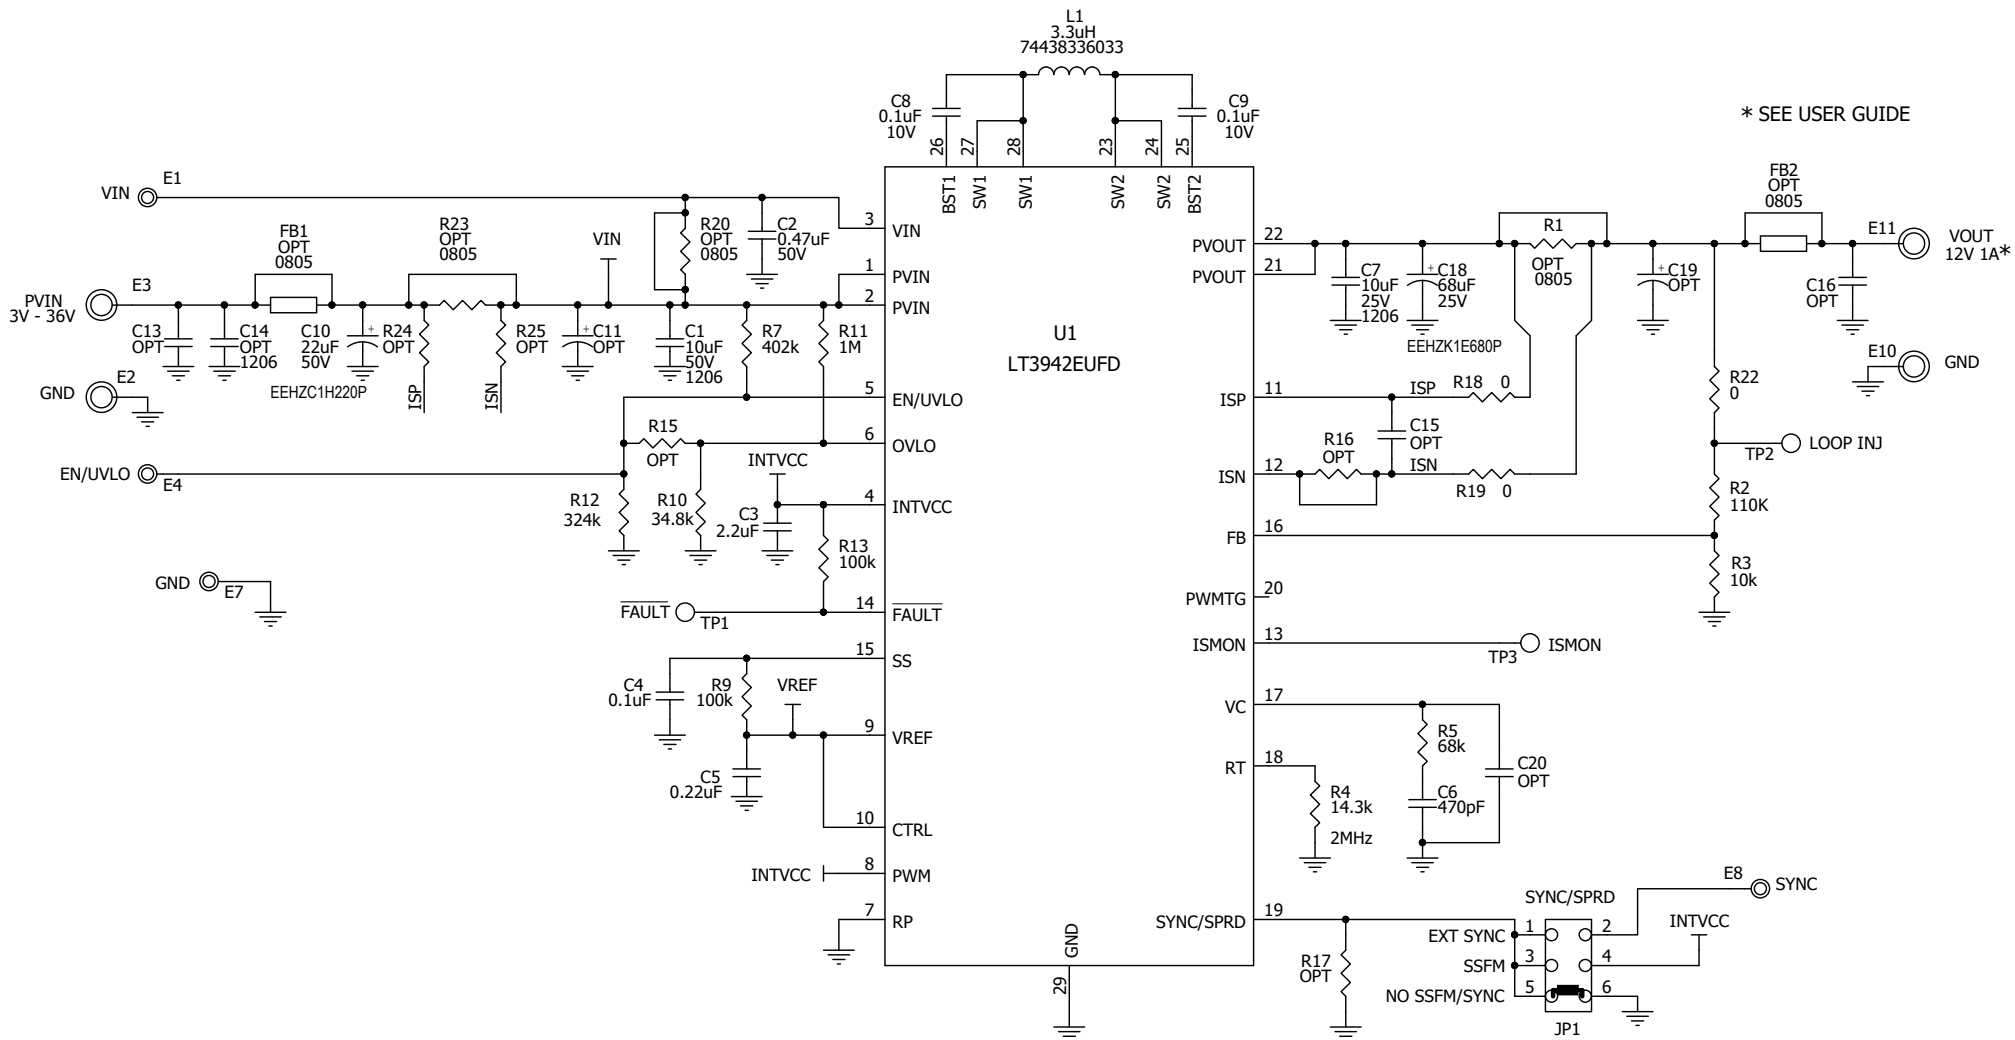 L1
3.3uH
74438336033
C8
0.1uF
10V
C9
0.1uF
10V
26
27
28
23
24
25
* SEE USER GUIDE
BST1
SW1
SW1
SW2
SW2
BST2
VIN
E1
3
VIN
R20
OPT
0805
C2
0.47uF
50V
FB1
OPT
0805
R23
OPT
0805
VIN
1
PVIN
2
PVIN
PVIN
3V - 36V
E3
C13
OPT
C14
OPT
1206
C10
22uF
50V
EEHZC1H220P
+
R24
OPT
ISP
R25
OPT
ISN
+
C11
OPT
C1
10uF
50V
1206
R7
402k
R11
1M
GND
E2
5
EN/UVLO
R15
OPT
6
OVLO
EN/UVLO
E4
INTVCC
R12
324k
R10
34.8k
C3
2.2uF
4
INTVCC
R13
100k
GND
E7
FAULT
TP1
14
FAULT
15
SS
C4
0.1uF
R9
100k
VREF
9
VREF
C5
0.22uF
10
CTRL
INTVCC
8
PWM
7
RP
U1
LT3942EUFD
GND
29
PVOUT
22
PVOUT
21
C7
10uF
25V
1206
+
C18
68uF
25V
EEHZK1E680P
R1
OPT
0805
+
C19
OPT
FB2
OPT
0805
C16
OPT
E11
VOUT
12V 1A*
E10
GND
ISP
11
ISP
R18
0
C15
OPT
R16
OPT
ISN
12
ISN
R19
0
R22
0
TP2
LOOP INJ
R2
110K
FB
16
R3
10k
PWMTG
20
ISMON
13
TP3
ISMON
VC
17
R5
68k
C6
470pF
C20
OPT
RT
18
R4
14.3k
2MHz
SYNC/SPRD
19
R17
OPT
E8
SYNC
SYNC/SPRD
INTVCC
EXT SYNC
1
2
SSFM
3
4
NO SSFM/SYNC
5
6
JP1